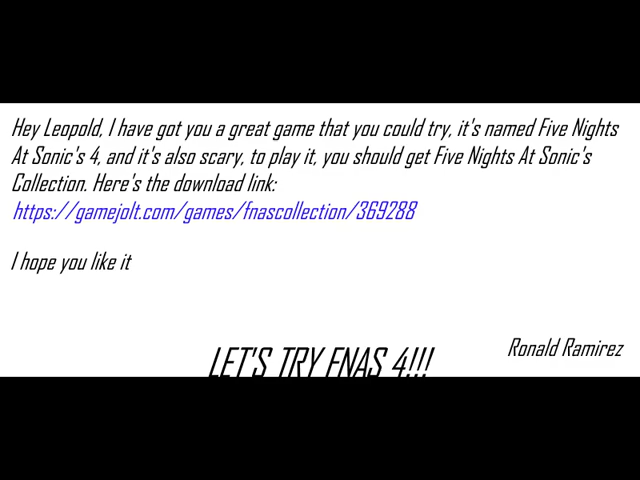 Hey Leopold, I have got you a great game that you could try, it's named Five Nights
At Sonic's 4, and it's also scary, to play it, you should get Five Nights At Sonic's
Collection. Here's the download link:
https://gamejolt.com/games/fnascollection/369288
I hope you like it
Ronald Ramirez
LET'S TRY FNAS 4!!!